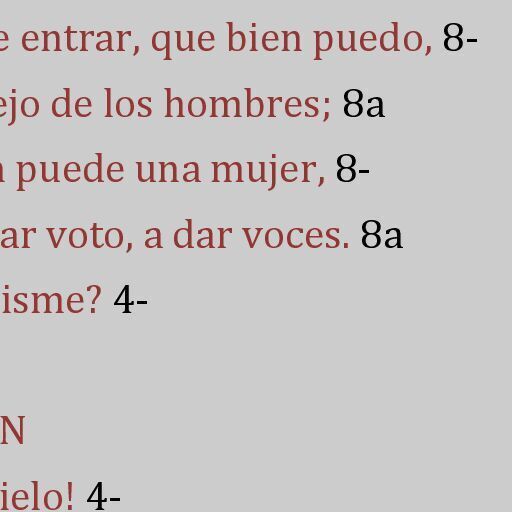 e entrar, que bien puedo, 8-
ejo de los hombres; 8a
puede una mujer, 8-
ar voto, a dar voces. 8a
isme? 4-
N
ielo! 4-